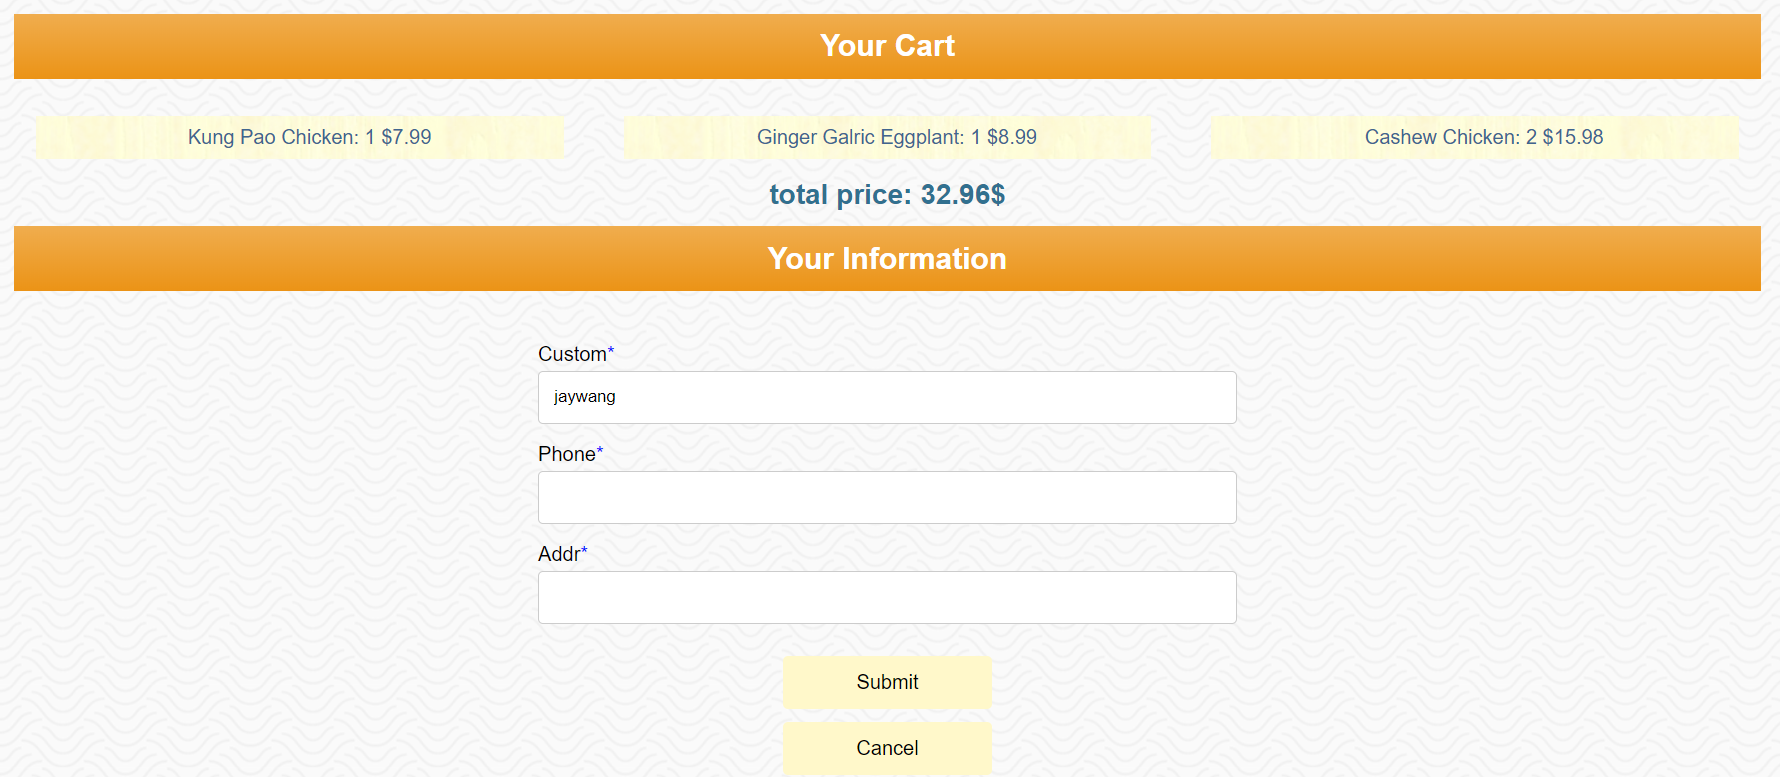 Your Cart
Kung Pao Chicken: 1 $7.99
Ginger Galric Eggplant: 1 $8.99
Cashew Chicken: 2 $15.98
total price: 32.96$
Your Information
Custom*
jaywang
Phone*
Addr*
Submit
Cancel